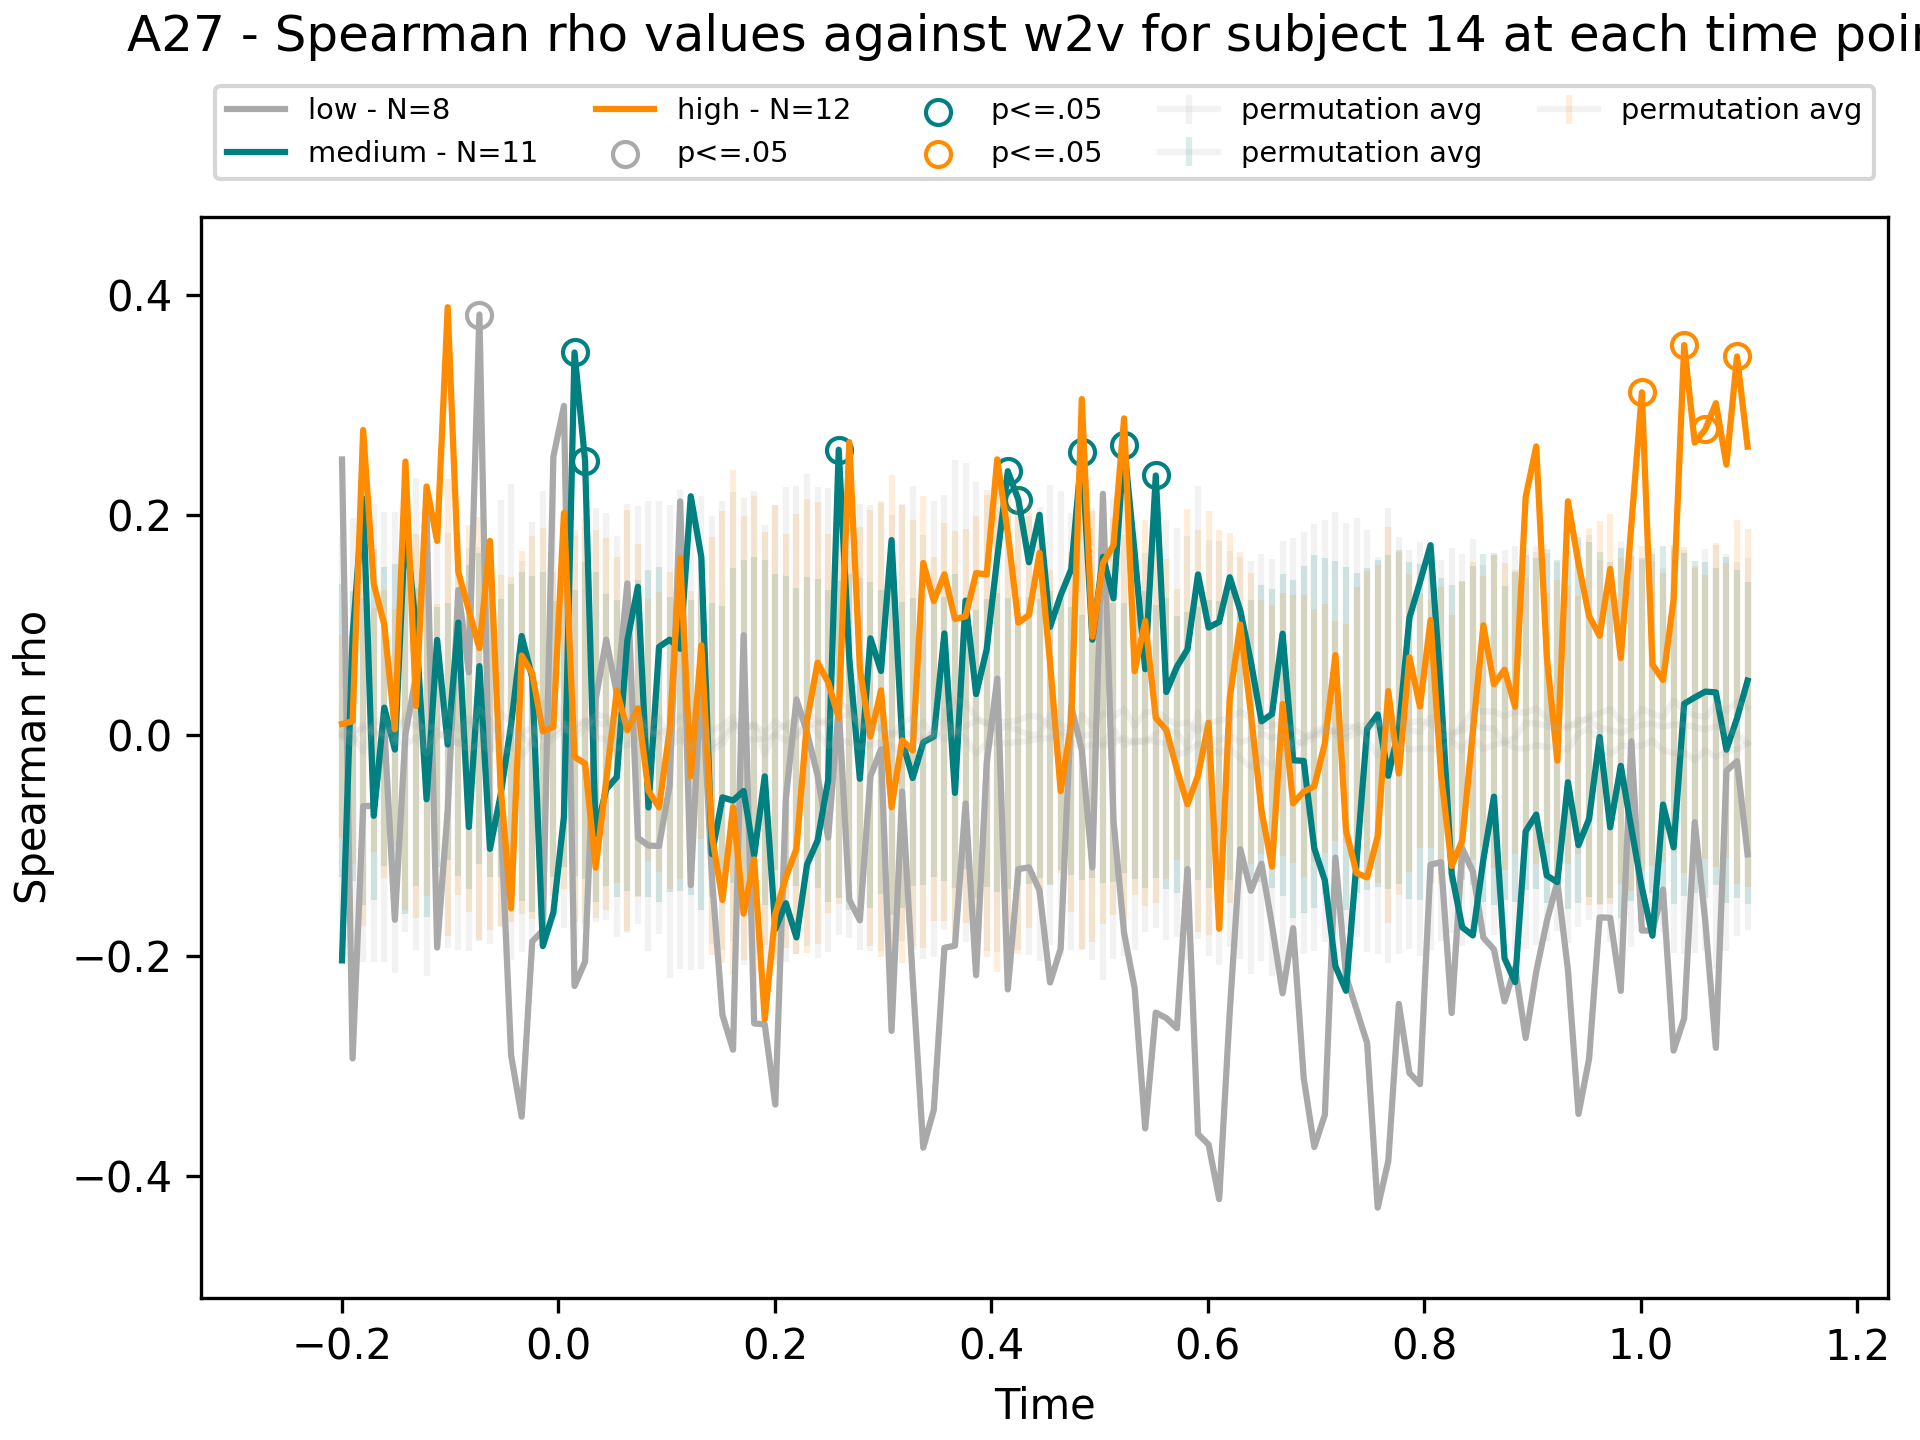 A27 - Spearman rho values against w2v for subject 14 at each time poi
low - N=8
medium - N=11
high - N=12
p<=.05
p<=.05
p<=.05
permutation avg
permutation avg
permutation avg
Spearman rho
0.4
0.2
0.0
−0.2
−0.4
−0.2
0.0
0.2
0.4
0.6
0.8
1.0
1.2
Time